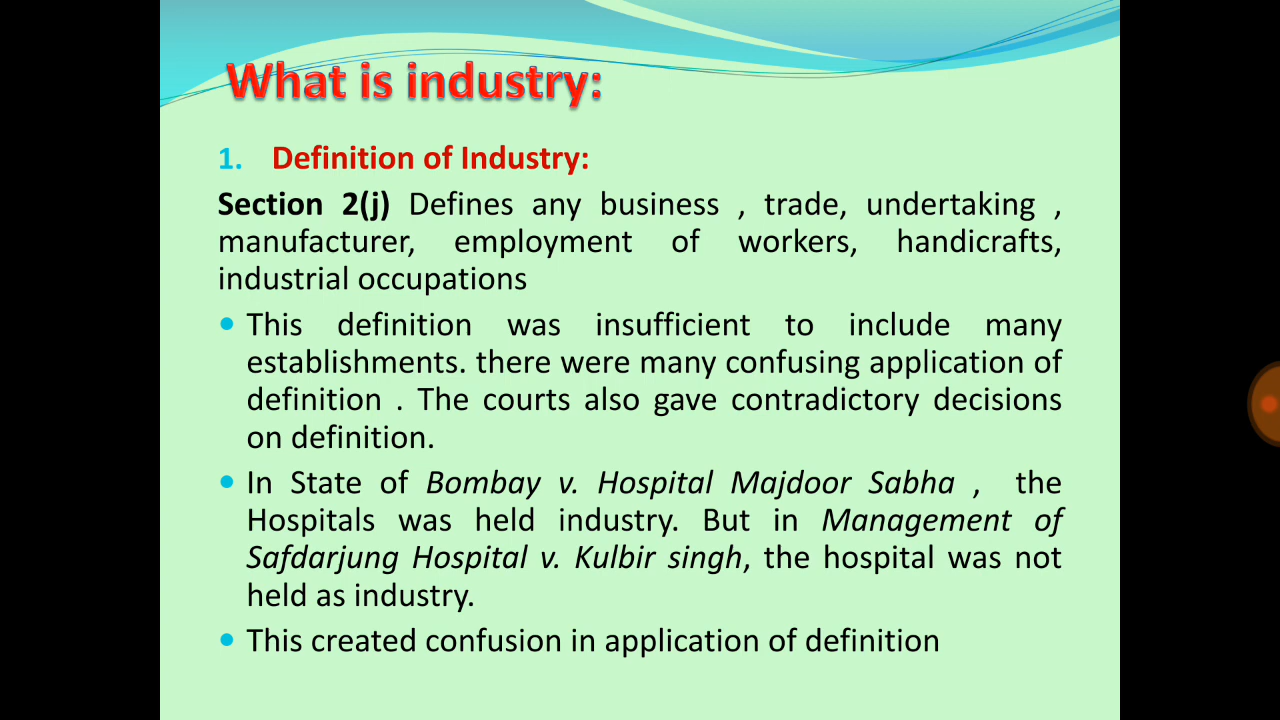 What is industry:
1. Definition of Industry:
Section 2(j) Defines any business , trade, undertaking ,
manufacturer, employment of workers, handicrafts,
industrial occupations
• This definition was insufficient to include many
establishments. there were many confusing application of
definition . The courts also gave contradictory decisions
on definition.
• In State of Bombay v. Hospital Majdoor Sabha , the
Hospitals was held industry. But in Management of
Safdarjung Hospital v. Kulbir singh, the hospital was not
held as industry.
• This created confusion in application of definition